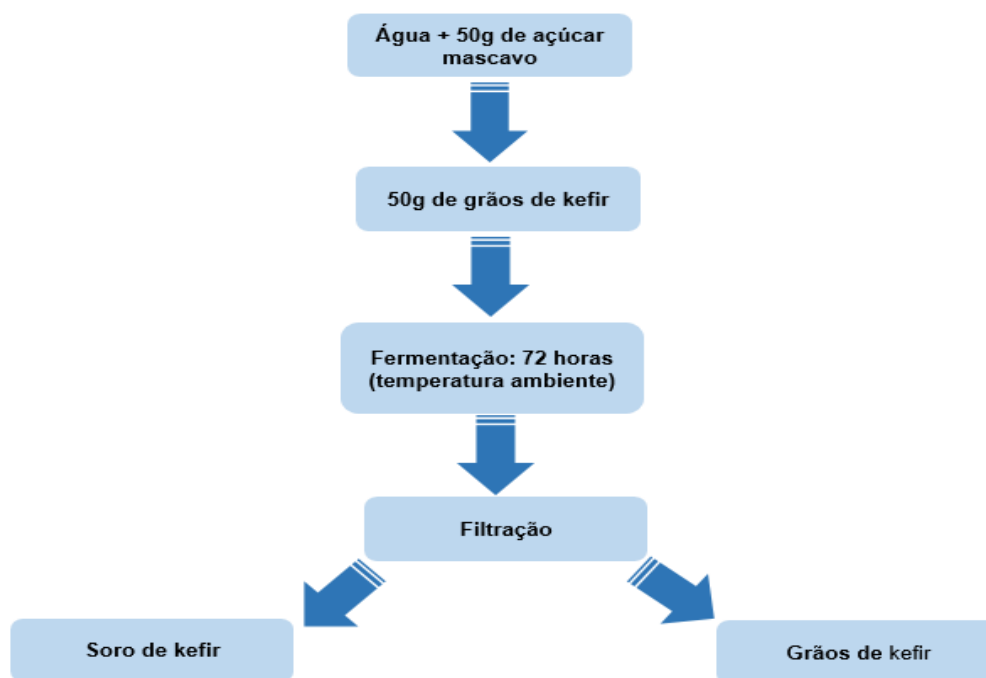 Água + 50g de açúcar
mascavo
50g de grãos de kefir
Fermentação: 72 horas
(temperatura ambiente)
Filtração
Soro de kefir
Grãos de kefir